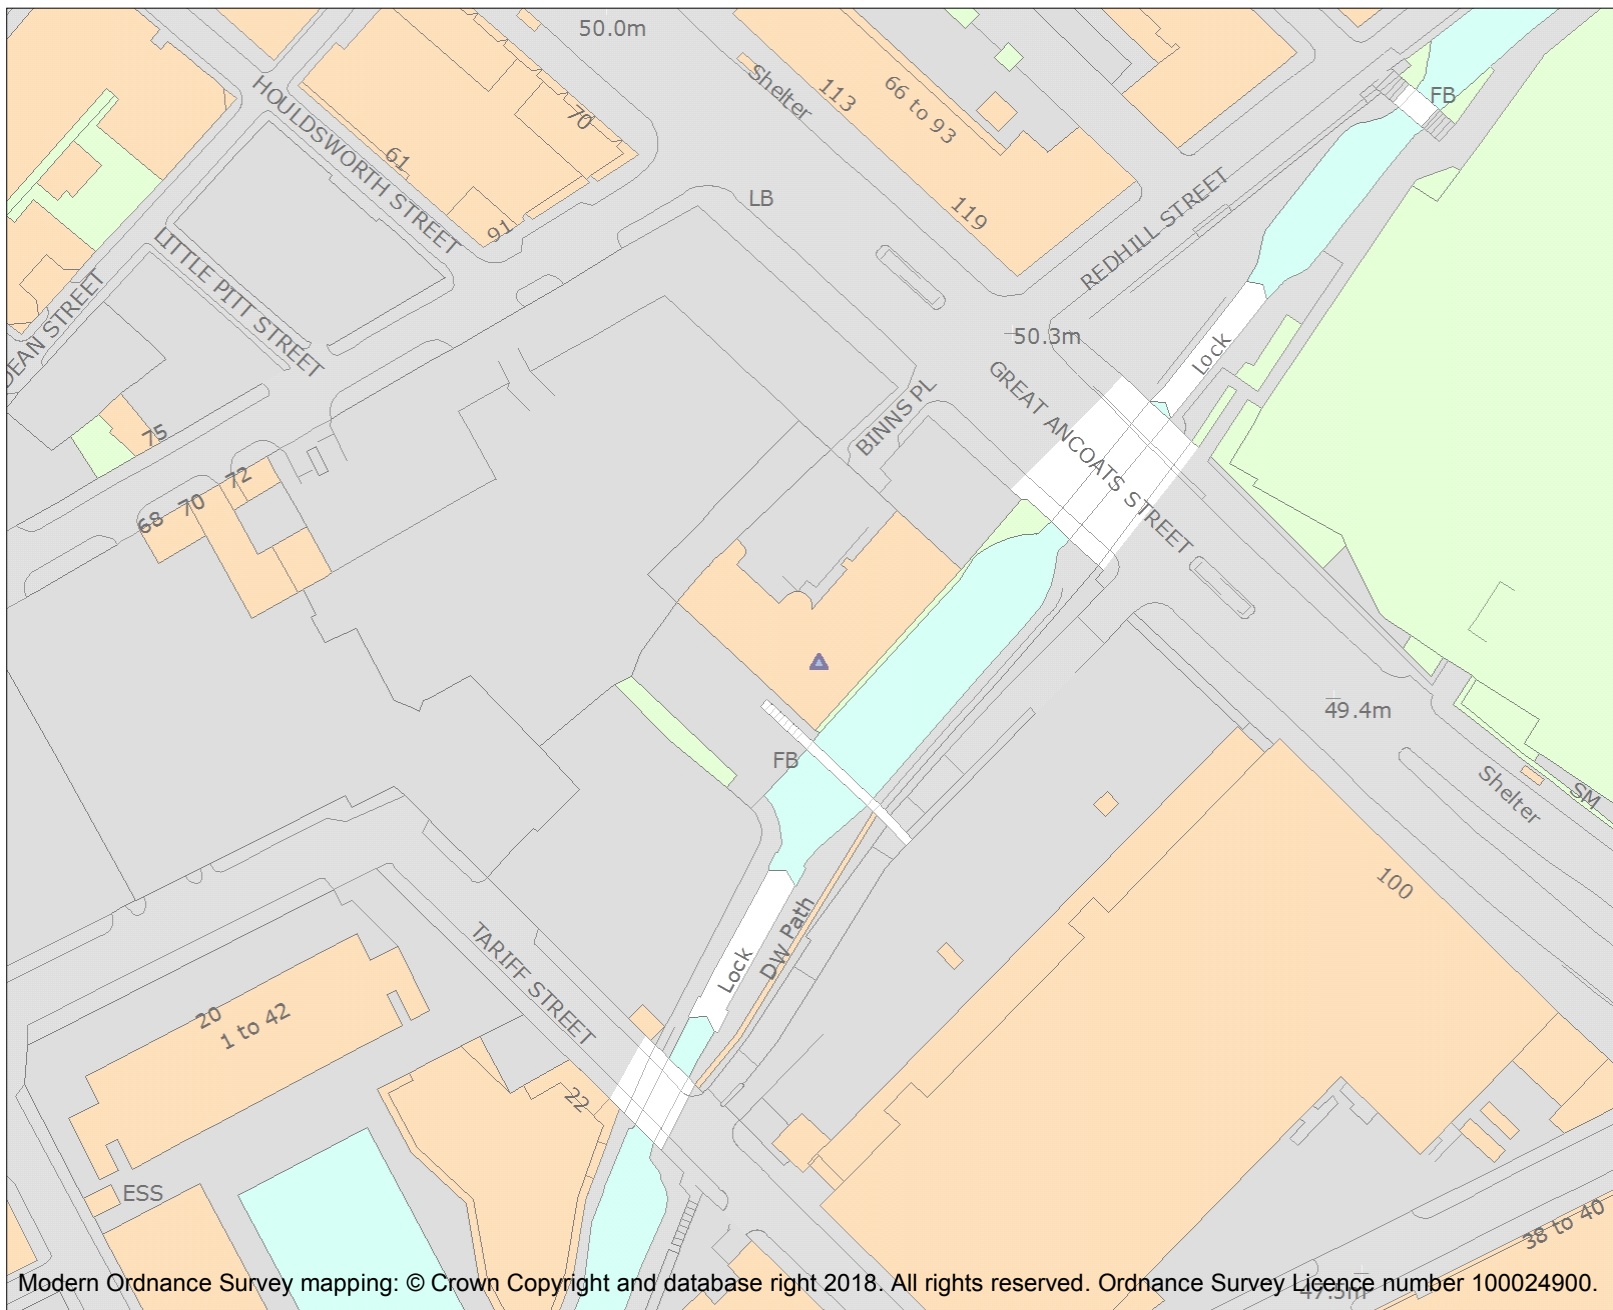 50.0m
HOULDSWORTH STREET
61
70
91
Shelter
113
66 to 93
119
LB
FB
REDHILL STREET
LITTLE PITT STREET
DEAN STREET
50.3m
Lock
GREAT ANCOATS STREET
BINNS PL
75
72
70
68
49.4m
FB
Shelter
SM
100
TARIFF STREET
Lock
DW Path
20
1 to 42
22
ESS
38 to 40
47.5m
Modern Ordnance Survey mapping: © Crown Copyright and database right 2018. All rights reserved. Ordnance Survey Licence number 100024900.